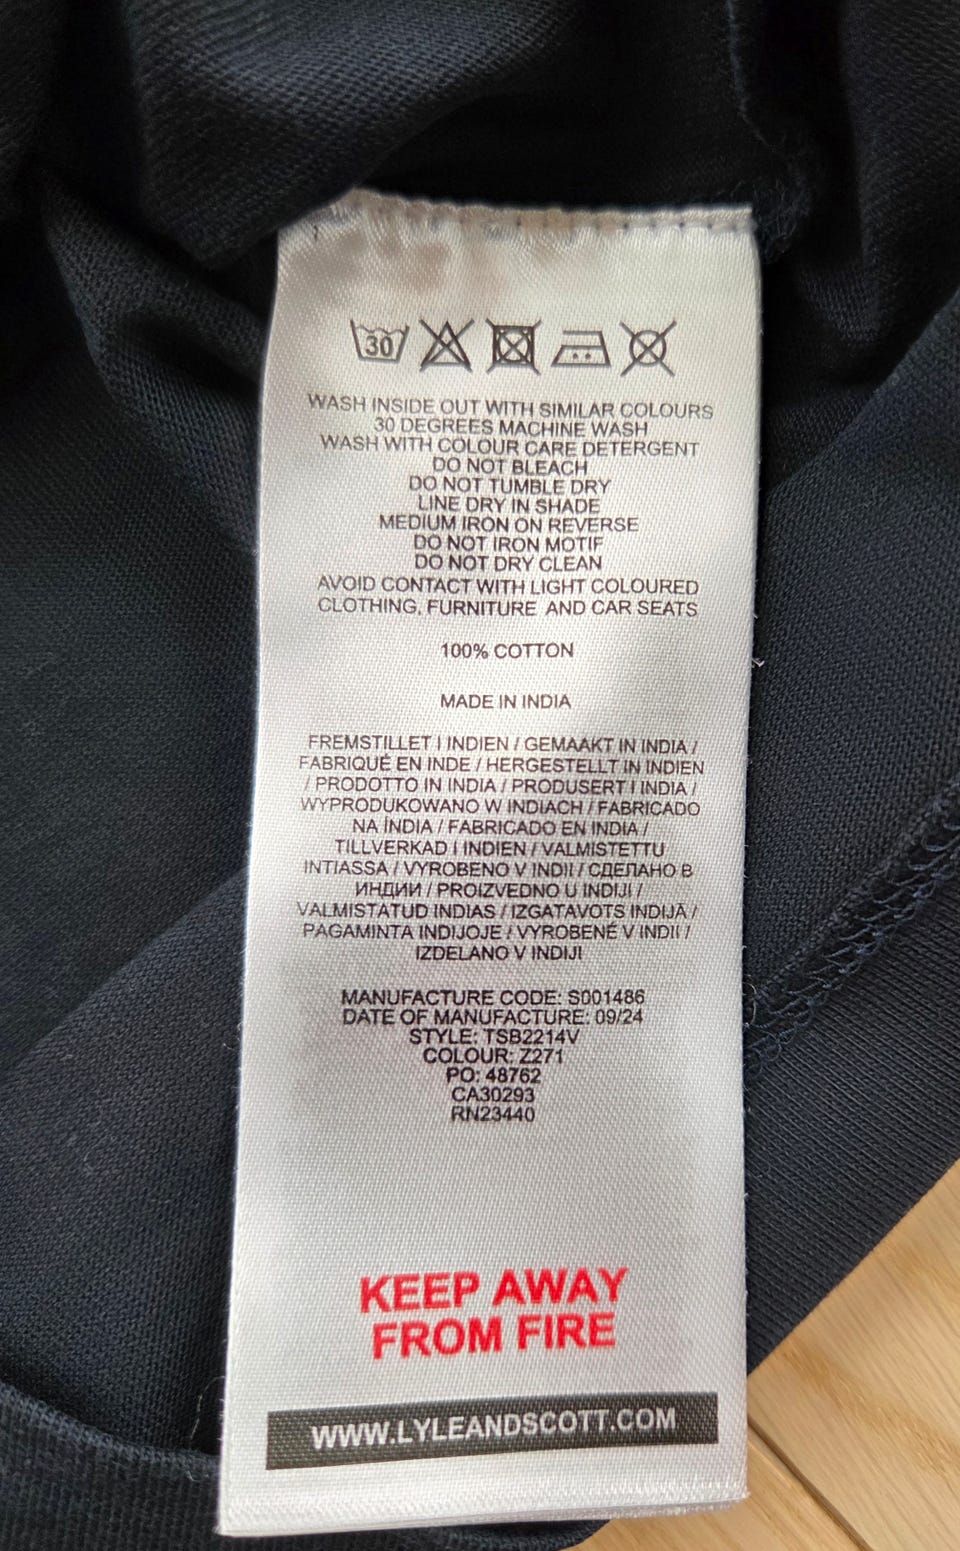 30
WASH INSIDE OUT WITH SIMILAR COLOURS
30 DEGREES MACHINE WASH
WASH WITH COLOUR CARE DETERGENT
DO NOT BLEACH
DO NOT TUMBLE DRY
LINE DRY IN SHADE
MEDIUM IRON ON REVERSE
DO NOT IRON MOTIF
DO NOT DRY CLEAN
AVOID CONTACT WITH LIGHT COLOURED
CLOTHING, FURNITURE AND CAR SEATS
100% COTTON
MADE IN INDIA
FREMSTILLET I INDIEN / GEMAAKT IN INDIA /
FABRIQUÉ EN INDE / HERGESTELLT IN INDIEN
/ PRODOTTO IN INDIA / PRODUSERT I INDIA /
WYPRODUKOWANO W INDIACH / FABRICADO
NA ÍNDIA / FABRICADO EN INDIA /
TILLVERKAD I INDIEN / VALMISTETTU
INTIASSA / VYROBENO V INDII / СДЕЛАНО В
ИНДИИ / PROIZVEDNO U INDIJI /
VALMISTATUD INDIAS / IZGATAVOTS INDIJĀ /
PAGAMINTA INDIJOJE / VYROBENÉ V INDII /
IZDELANO V INDIJI
MANUFACTURE CODE: S001486
DATE OF MANUFACTURE: 09/24
STYLE: TSB2214V
COLOUR: Z271
PO: 48762
CA30293
RN23440
KEEP AWAY
FROM FIRE
WWW.LYLEANDSCOTT.COM